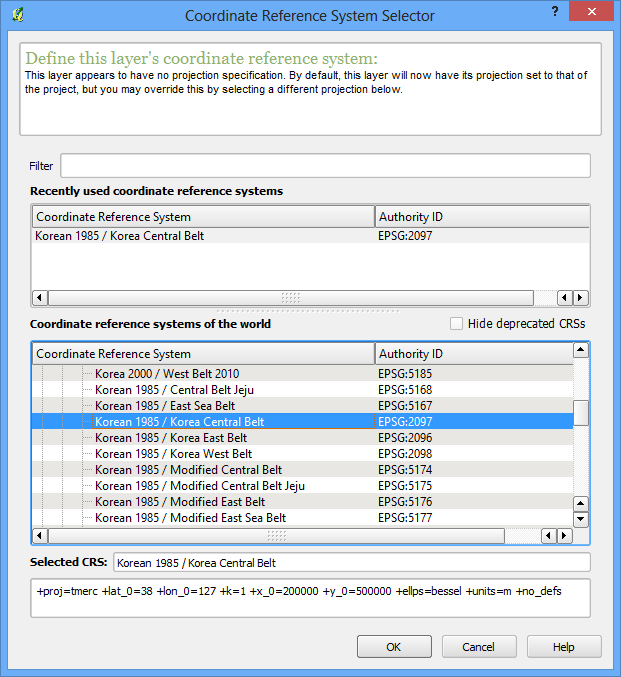 Coordinate Reference System Selector
?
Define this layer's coordinate reference system:
This layer appears to have no projection specification. By default, this layer will now have its projection set to that of
the project, but you may override this by selecting a different projection below.
Filter
Recently used coordinate reference systems
Coordinate Reference System Authority ID
Korean 1985 / Korea Central Belt EPSG:2097
Coordinate reference systems of the world Hide deprecated CRSs
Coordinate Reference System Authority ID
Korea 2000 / West Belt 2010 EPSG:5185
Korean 1985 / Central Belt Jeju EPSG:5168
Korean 1985 / East Sea Belt EPSG:5167
Korean 1985 / Korea Central Belt EPSG:2097
Korean 1985 / Korea East Belt EPSG:2096
Korean 1985 / Korea West Belt EPSG:2098
Korean 1985 / Modified Central Belt EPSG:5174
Korean 1985 / Modified Central Belt Jeju EPSG:5175
Korean 1985 / Modified East Belt EPSG:5176
Korean 1985 / Modified East Sea Belt EPSG:5177
Selected CRS: Korean 1985 / Korea Central Belt
+proj=tmerc +lat_0=38 +lon_0=127 +k=1 +x_0=200000 +y_0=500000 +ellps=bessel +units=m +no_defs
OK Cancel Help